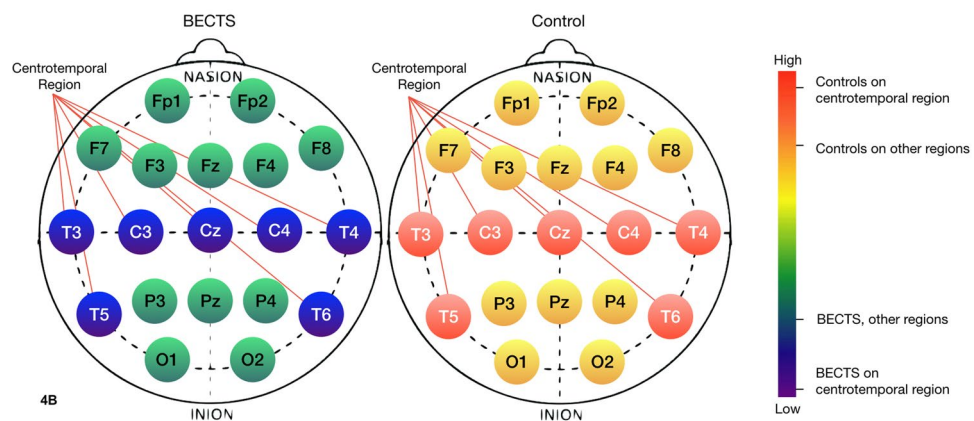 BECTS
Control
Centrotemporal
Region
Centrotemporal
Region
NASION
Fp1 Fp2
F7 F3 Fz F4 F8
T3 C3 Cz C4 T4
T5 P3 Pz P4 T6
O1 O2
INION
4B
NASION
Fp1 Fp2
F7 F3 Fz F4 F8
T3 C3 Cz C4 T4
T5 P3 Pz P4 T6
O1 O2
INION
High
Controls on
centrotemporal region
Controls on other regions
BECTS, other regions
BECTS on
centrotemporal region
Low